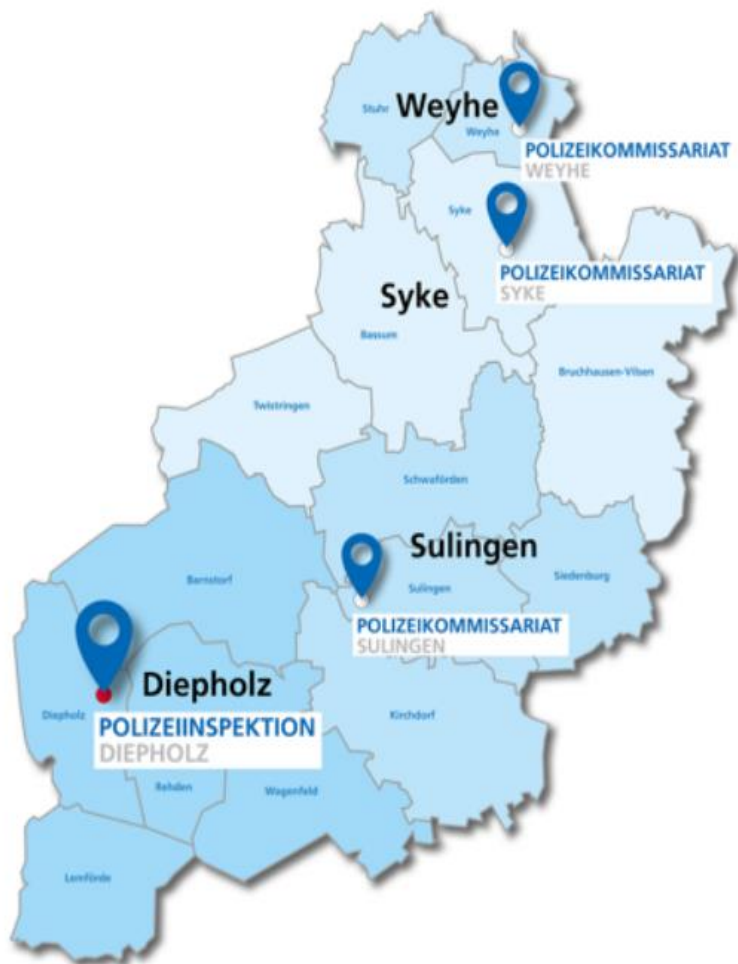 Stuhr
Weyhe
Weyhe
POLIZEIKOMMISSARIAT
WEYHE
Syke
POLIZEIKOMMISSARIAT
SYKE
Syke
Bassum
Bruchhausen-Vilsen
Twistringen
Schwaförden
Sulingen
Barnstorf
Sulingen
Siedenburg
POLIZEIKOMMISSARIAT
SULINGEN
Diepholz
Diepholz
POLIZEIINSPEKTION
DIEPHOLZ
Kirchdorf
Rehden
Wagenfeld
Lemförde